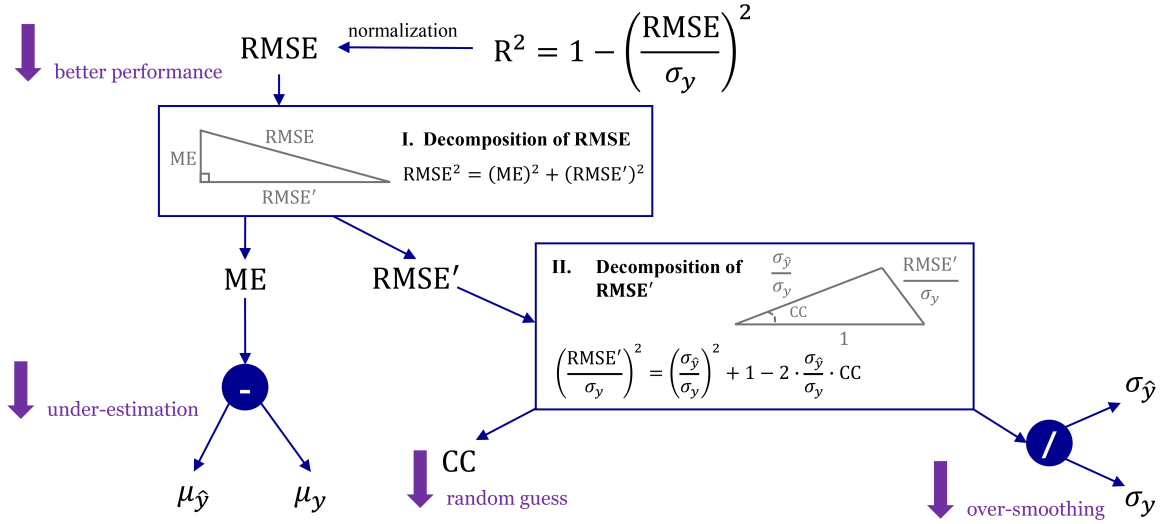 RMSE
normalization
R² = 1 − (RMSE / σ_y)²
better performance
ME
RMSE
RMSE′
I. Decomposition of RMSE
RMSE² = (ME)² + (RMSE′)²
ME
RMSE′
II. Decomposition of
RMSE′
σ_ŷ / σ_y
CC
RMSE′ / σ_y
1
(RMSE′ / σ_y)² = (σ_ŷ / σ_y)² + 1 − 2 · σ_ŷ / σ_y · CC
-
under-estimation
μ_ŷ
μ_y
CC
random guess
/
σ_ŷ
σ_y
over-smoothing